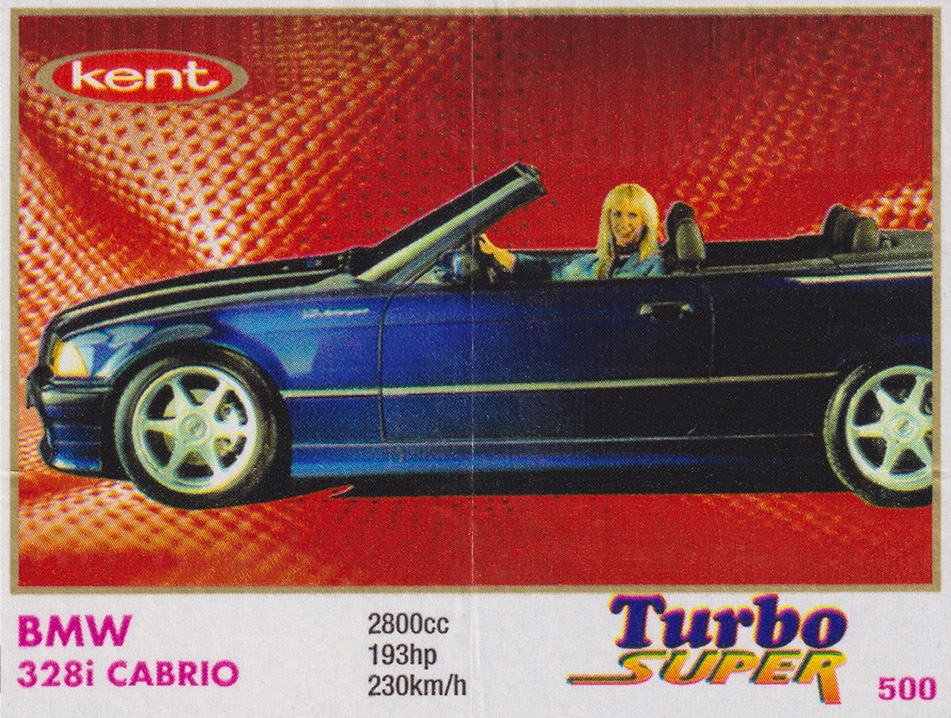 kent
BMW
328i CABRIO
2800cc
193hp
230km/h
Turbo
SUPER
500